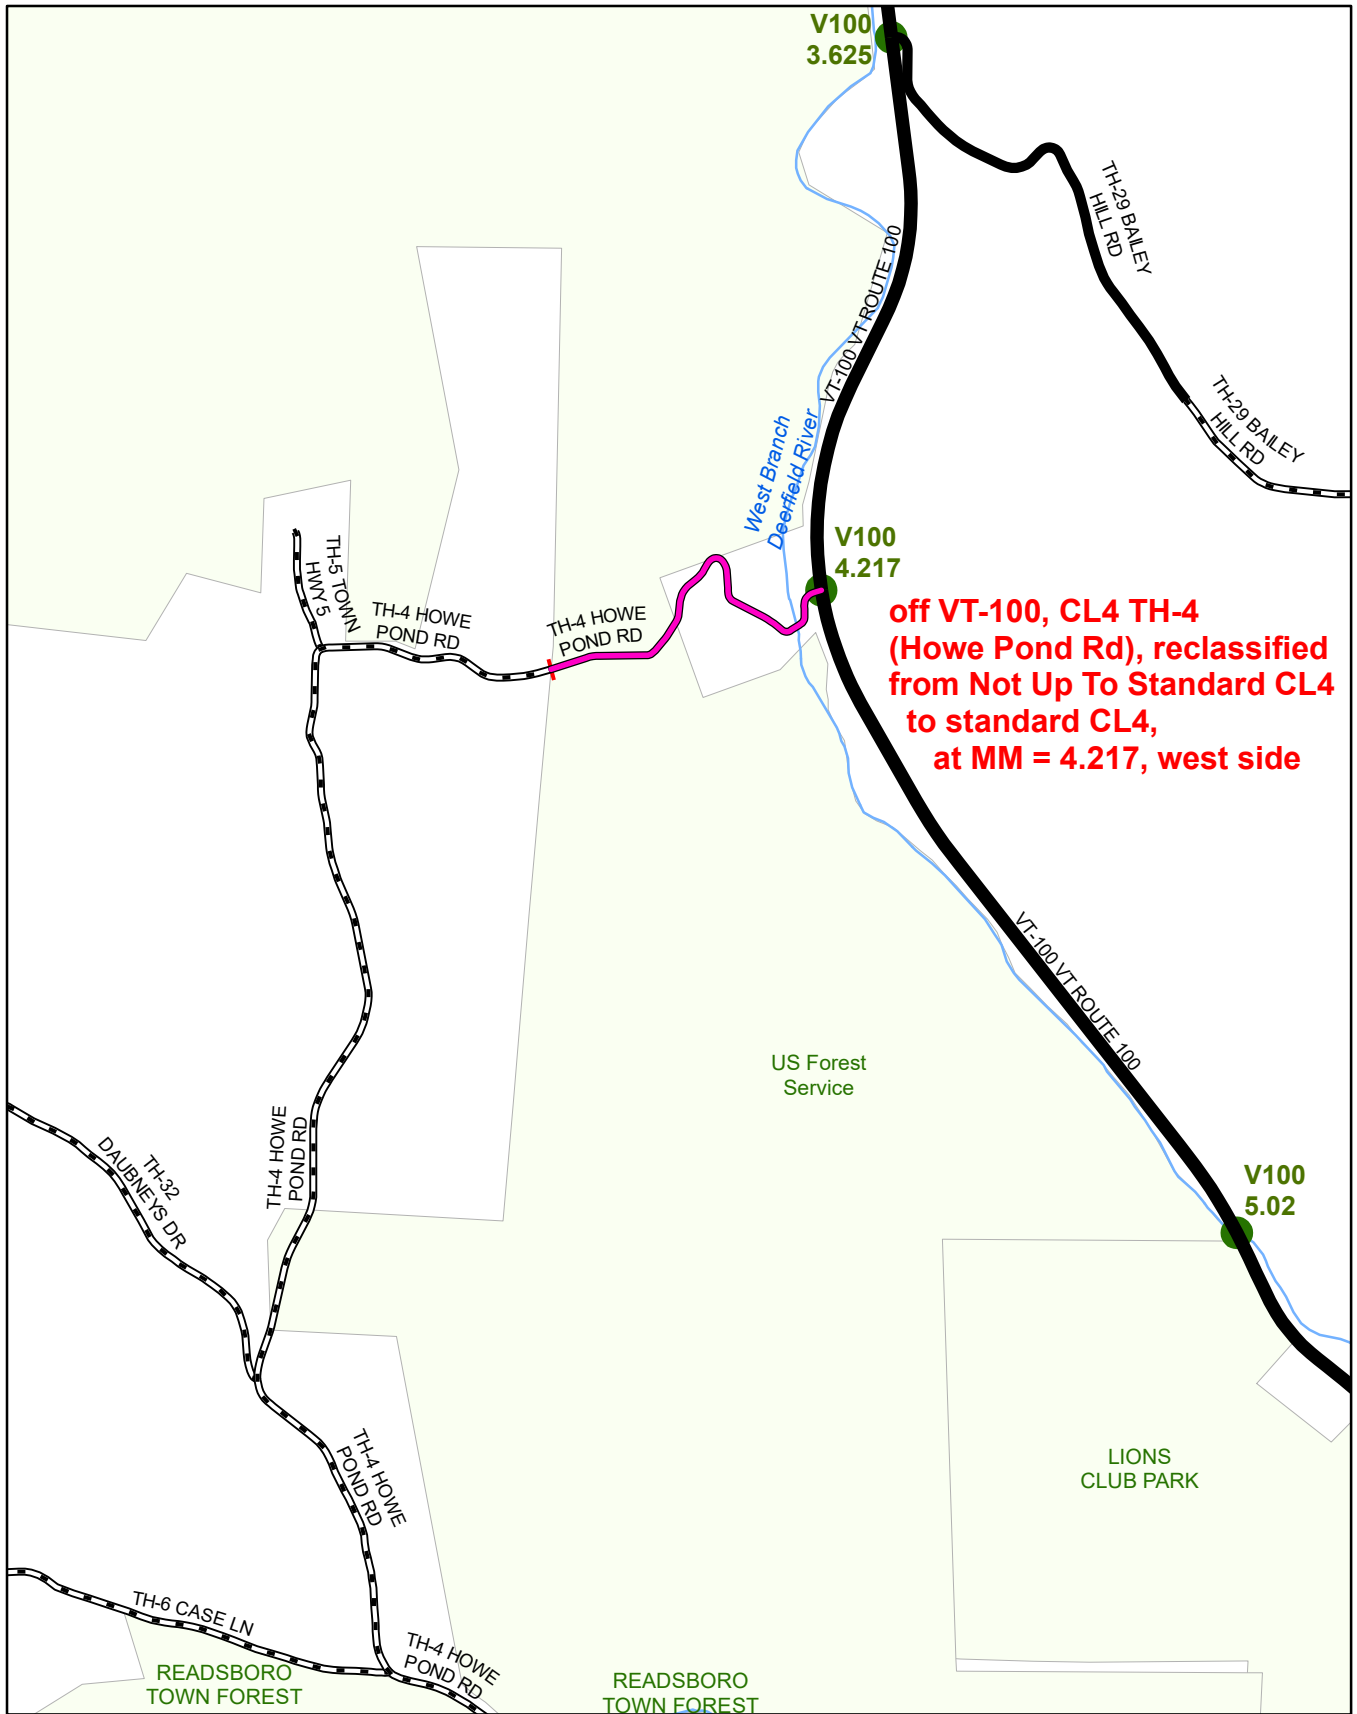 V100
3.625
TH-29 BAILEY
HILL RD
VT-100 VT ROUTE 100
TH-29 BAILEY
HILL RD
West Branch
Deerfield River
V100
4.217
TH-5 TOWN
HWY 5
TH-4 HOWE
POND RD
TH-4 HOWE
POND RD
off VT-100, CL4 TH-4
(Howe Pond Rd), reclassified
from Not Up To Standard CL4
to standard CL4,
at MM = 4.217, west side
VT-100 VT ROUTE 100
US Forest
Service
TH-4 HOWE
POND RD
TH-32
DAUBNEYS DR
V100
5.02
TH-4 HOWE
POND RD
LIONS
CLUB PARK
TH-6 CASE LN
TH-4 HOWE
POND RD
READSBORO
TOWN FOREST
READSBORO
TOWN FOREST